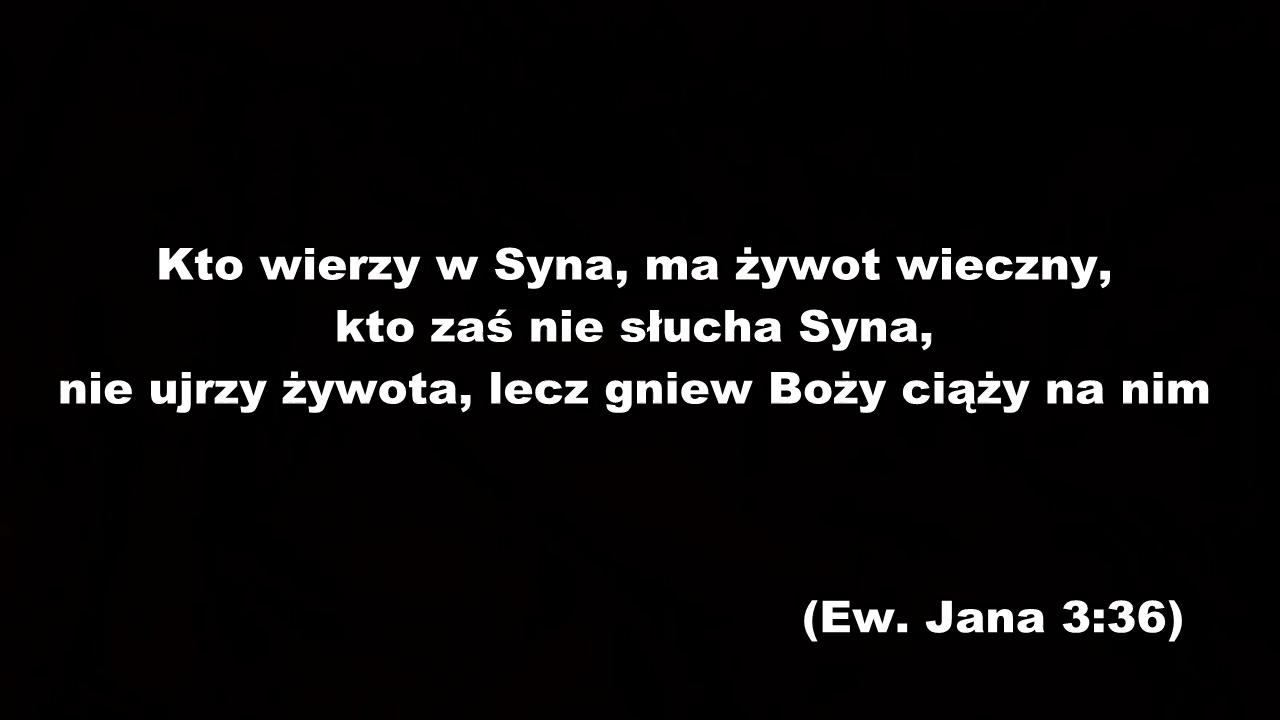 Kto wierzy w Syna, ma żywot wieczny,
kto zaś nie słucha Syna,
nie ujrzy żywota, lecz gniew Boży ciąży na nim
(Ew. Jana 3:36)